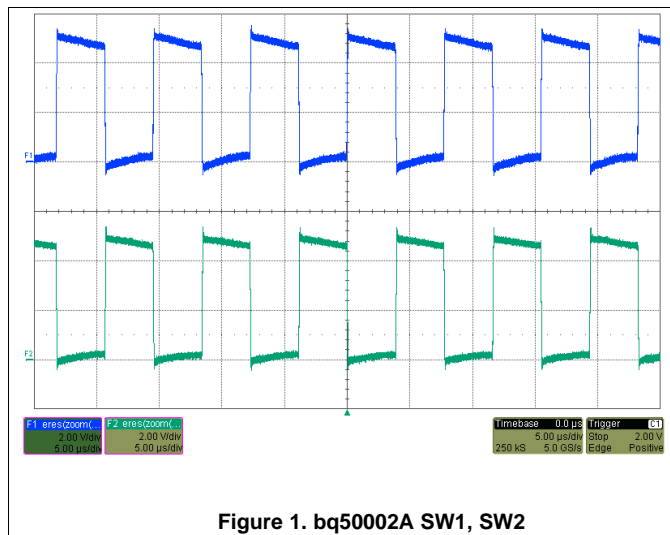 F1
F2
F1 eres(zoom(... F2 eres(zoom(...
2.00 V/div 2.00 V/div
5.00 µs/div 5.00 µs/div
Timebase 0.0 µs Trigger C1
5.00 µs/div Stop 2.00 V
250 kS 5.0 GS/s Edge Positive
Figure 1. bq50002A SW1, SW2